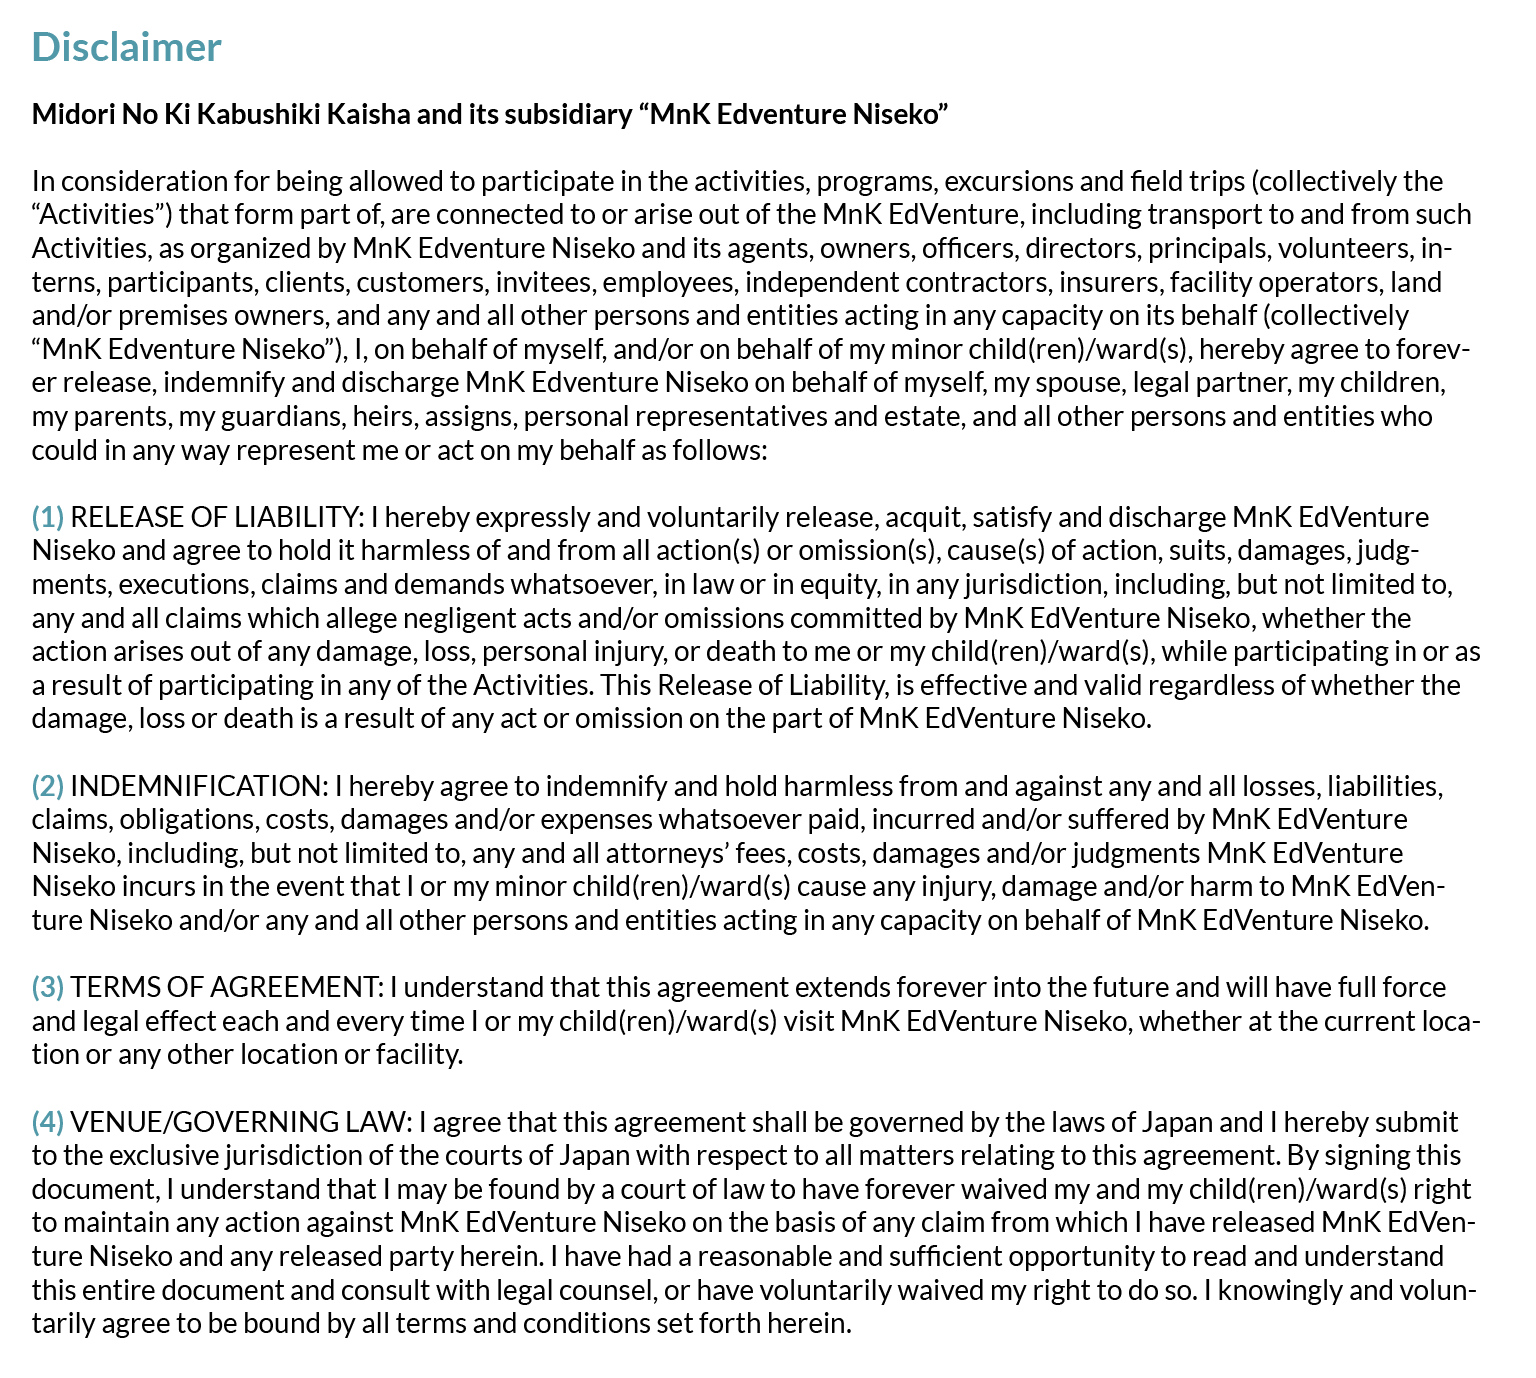 Disclaimer
Midori No Ki Kabushiki Kaisha and its subsidiary “MnK Edventure Niseko”
In consideration for being allowed to participate in the activities, programs, excursions and field trips (collectively the
“Activities”) that form part of, are connected to or arise out of the MnK EdVenture, including transport to and from such
Activities, as organized by MnK Edventure Niseko and its agents, owners, officers, directors, principals, volunteers, in-
terns, participants, clients, customers, invitees, employees, independent contractors, insurers, facility operators, land
and/or premises owners, and any and all other persons and entities acting in any capacity on its behalf (collectively
“MnK Edventure Niseko”), I, on behalf of myself, and/or on behalf of my minor child(ren)/ward(s), hereby agree to forev-
er release, indemnify and discharge MnK Edventure Niseko on behalf of myself, my spouse, legal partner, my children,
my parents, my guardians, heirs, assigns, personal representatives and estate, and all other persons and entities who
could in any way represent me or act on my behalf as follows:
(1) RELEASE OF LIABILITY: I hereby expressly and voluntarily release, acquit, satisfy and discharge MnK EdVenture
Niseko and agree to hold it harmless of and from all action(s) or omission(s), cause(s) of action, suits, damages, judg-
ments, executions, claims and demands whatsoever, in law or in equity, in any jurisdiction, including, but not limited to,
any and all claims which allege negligent acts and/or omissions committed by MnK EdVenture Niseko, whether the
action arises out of any damage, loss, personal injury, or death to me or my child(ren)/ward(s), while participating in or as
a result of participating in any of the Activities. This Release of Liability, is effective and valid regardless of whether the
damage, loss or death is a result of any act or omission on the part of MnK EdVenture Niseko.
(2) INDEMNIFICATION: I hereby agree to indemnify and hold harmless from and against any and all losses, liabilities,
claims, obligations, costs, damages and/or expenses whatsoever paid, incurred and/or suffered by MnK EdVenture
Niseko, including, but not limited to, any and all attorneys’ fees, costs, damages and/or judgments MnK EdVenture
Niseko incurs in the event that I or my minor child(ren)/ward(s) cause any injury, damage and/or harm to MnK EdVen-
ture Niseko and/or any and all other persons and entities acting in any capacity on behalf of MnK EdVenture Niseko.
(3) TERMS OF AGREEMENT: I understand that this agreement extends forever into the future and will have full force
and legal effect each and every time I or my child(ren)/ward(s) visit MnK EdVenture Niseko, whether at the current loca-
tion or any other location or facility.
(4) VENUE/GOVERNING LAW: I agree that this agreement shall be governed by the laws of Japan and I hereby submit
to the exclusive jurisdiction of the courts of Japan with respect to all matters relating to this agreement. By signing this
document, I understand that I may be found by a court of law to have forever waived my and my child(ren)/ward(s) right
to maintain any action against MnK EdVenture Niseko on the basis of any claim from which I have released MnK EdVen-
ture Niseko and any released party herein. I have had a reasonable and sufficient opportunity to read and understand
this entire document and consult with legal counsel, or have voluntarily waived my right to do so. I knowingly and volun-
tarily agree to be bound by all terms and conditions set forth herein.